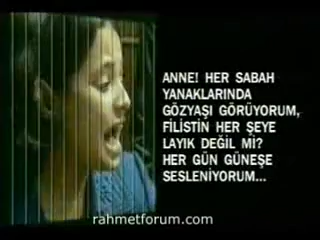 ANNE! HER SABAH
YANAKLARINDA
GÖZYAŞI GÖRÜYORUM,
FİLİSTİN HER ŞEYE
LAYIK DEĞİL Mİ?
HER GÜN GÜNEŞE
SESLENİYORUM...
rahmetforum.com